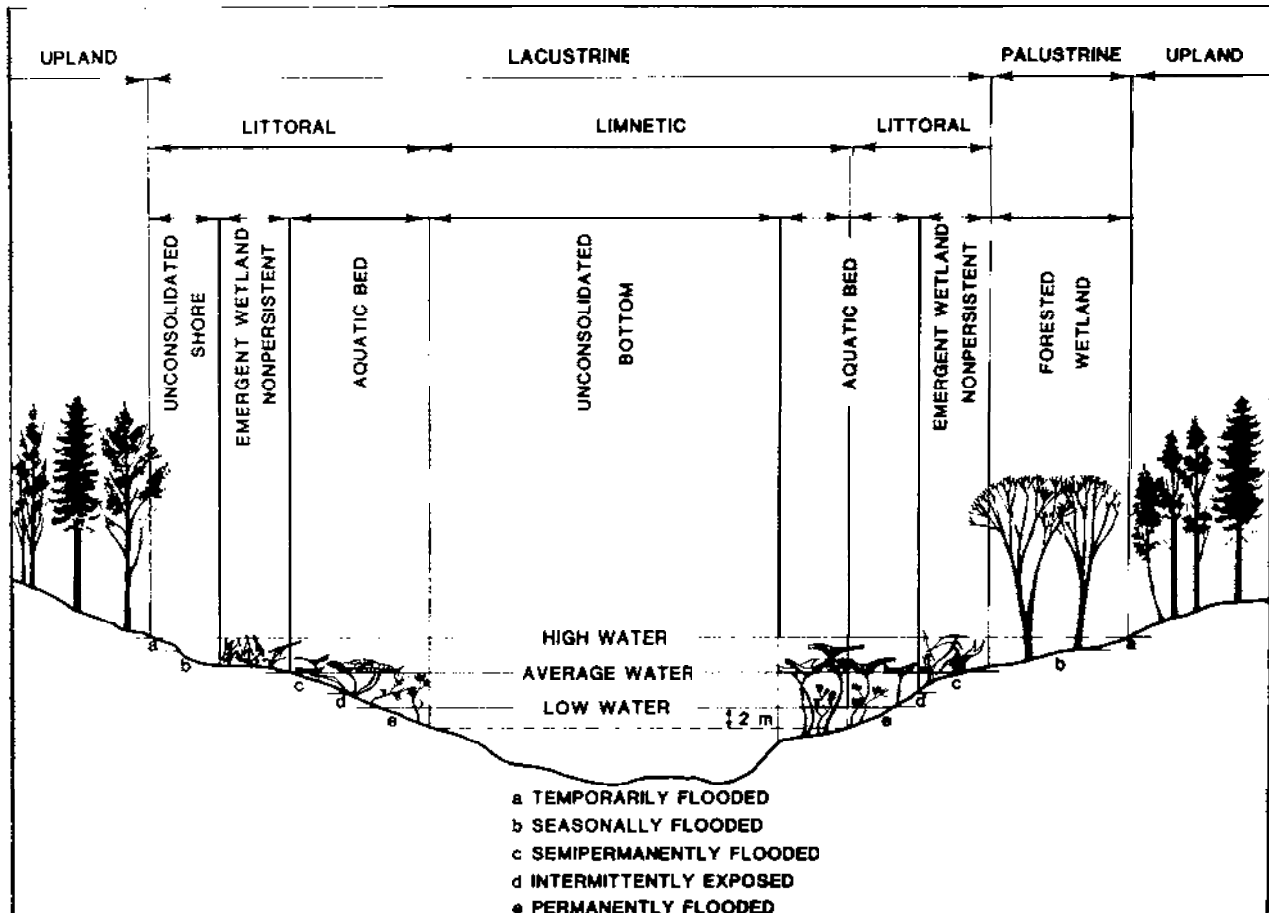 UPLAND
LACUSTRINE
PALUSTRINE
UPLAND
LITTORAL
LIMNETIC
LITTORAL
UNCONSOLIDATED
SHORE
EMERGENT WETLAND
NONPERSISTENT
AQUATIC BED
UNCONSOLIDATED
BOTTOM
AQUATIC BED
EMERGENT WETLAND
NONPERSISTENT
FORESTED
WETLAND
HIGH WATER
AVERAGE WATER
LOW WATER
2 m
a
b
c
d
e
e
d
c
b
a
a TEMPORARILY FLOODED
b SEASONALLY FLOODED
c SEMIPERMANENTLY FLOODED
d INTERMITTENTLY EXPOSED
e PERMANENTLY FLOODED